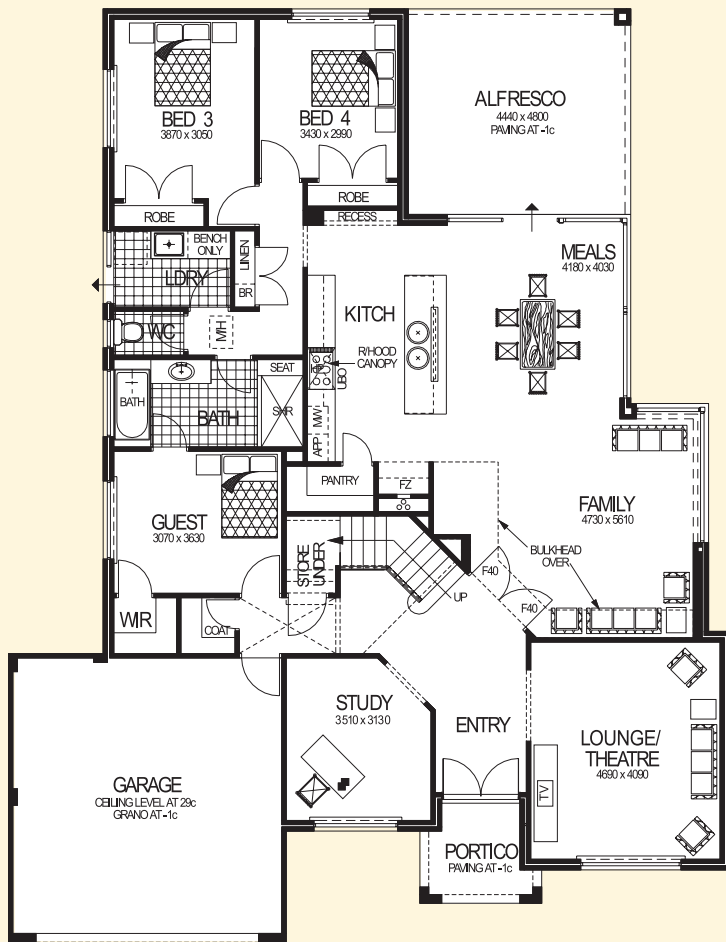 BED 3
3870 x 3050
BED 4
3430 x 2990
ALFRESCO
4440 x 4800
PAVING AT -1c
ROBE
ROBE
RECESS
BENCH
ONLY
LINEN
LDRY
BR
MEALS
4180 x 4030
WC
M/H
KITCH
R/HOOD
CANOPY
HP
UBO
SEAT
BATH
BATH
SHR
MW
APP
PANTRY
FZ
GUEST
3070 x 3630
FAMILY
4730 x 5610
STORE
UNDER
BULKHEAD
OVER
F40
F40
UP
WIR
COAT
STUDY
3510 x 3130
ENTRY
LOUNGE/
THEATRE
4690 x 4090
TV
GARAGE
CEILING LEVEL AT 29c
GRANO AT -1c
PORTICO
PAVING AT -1c